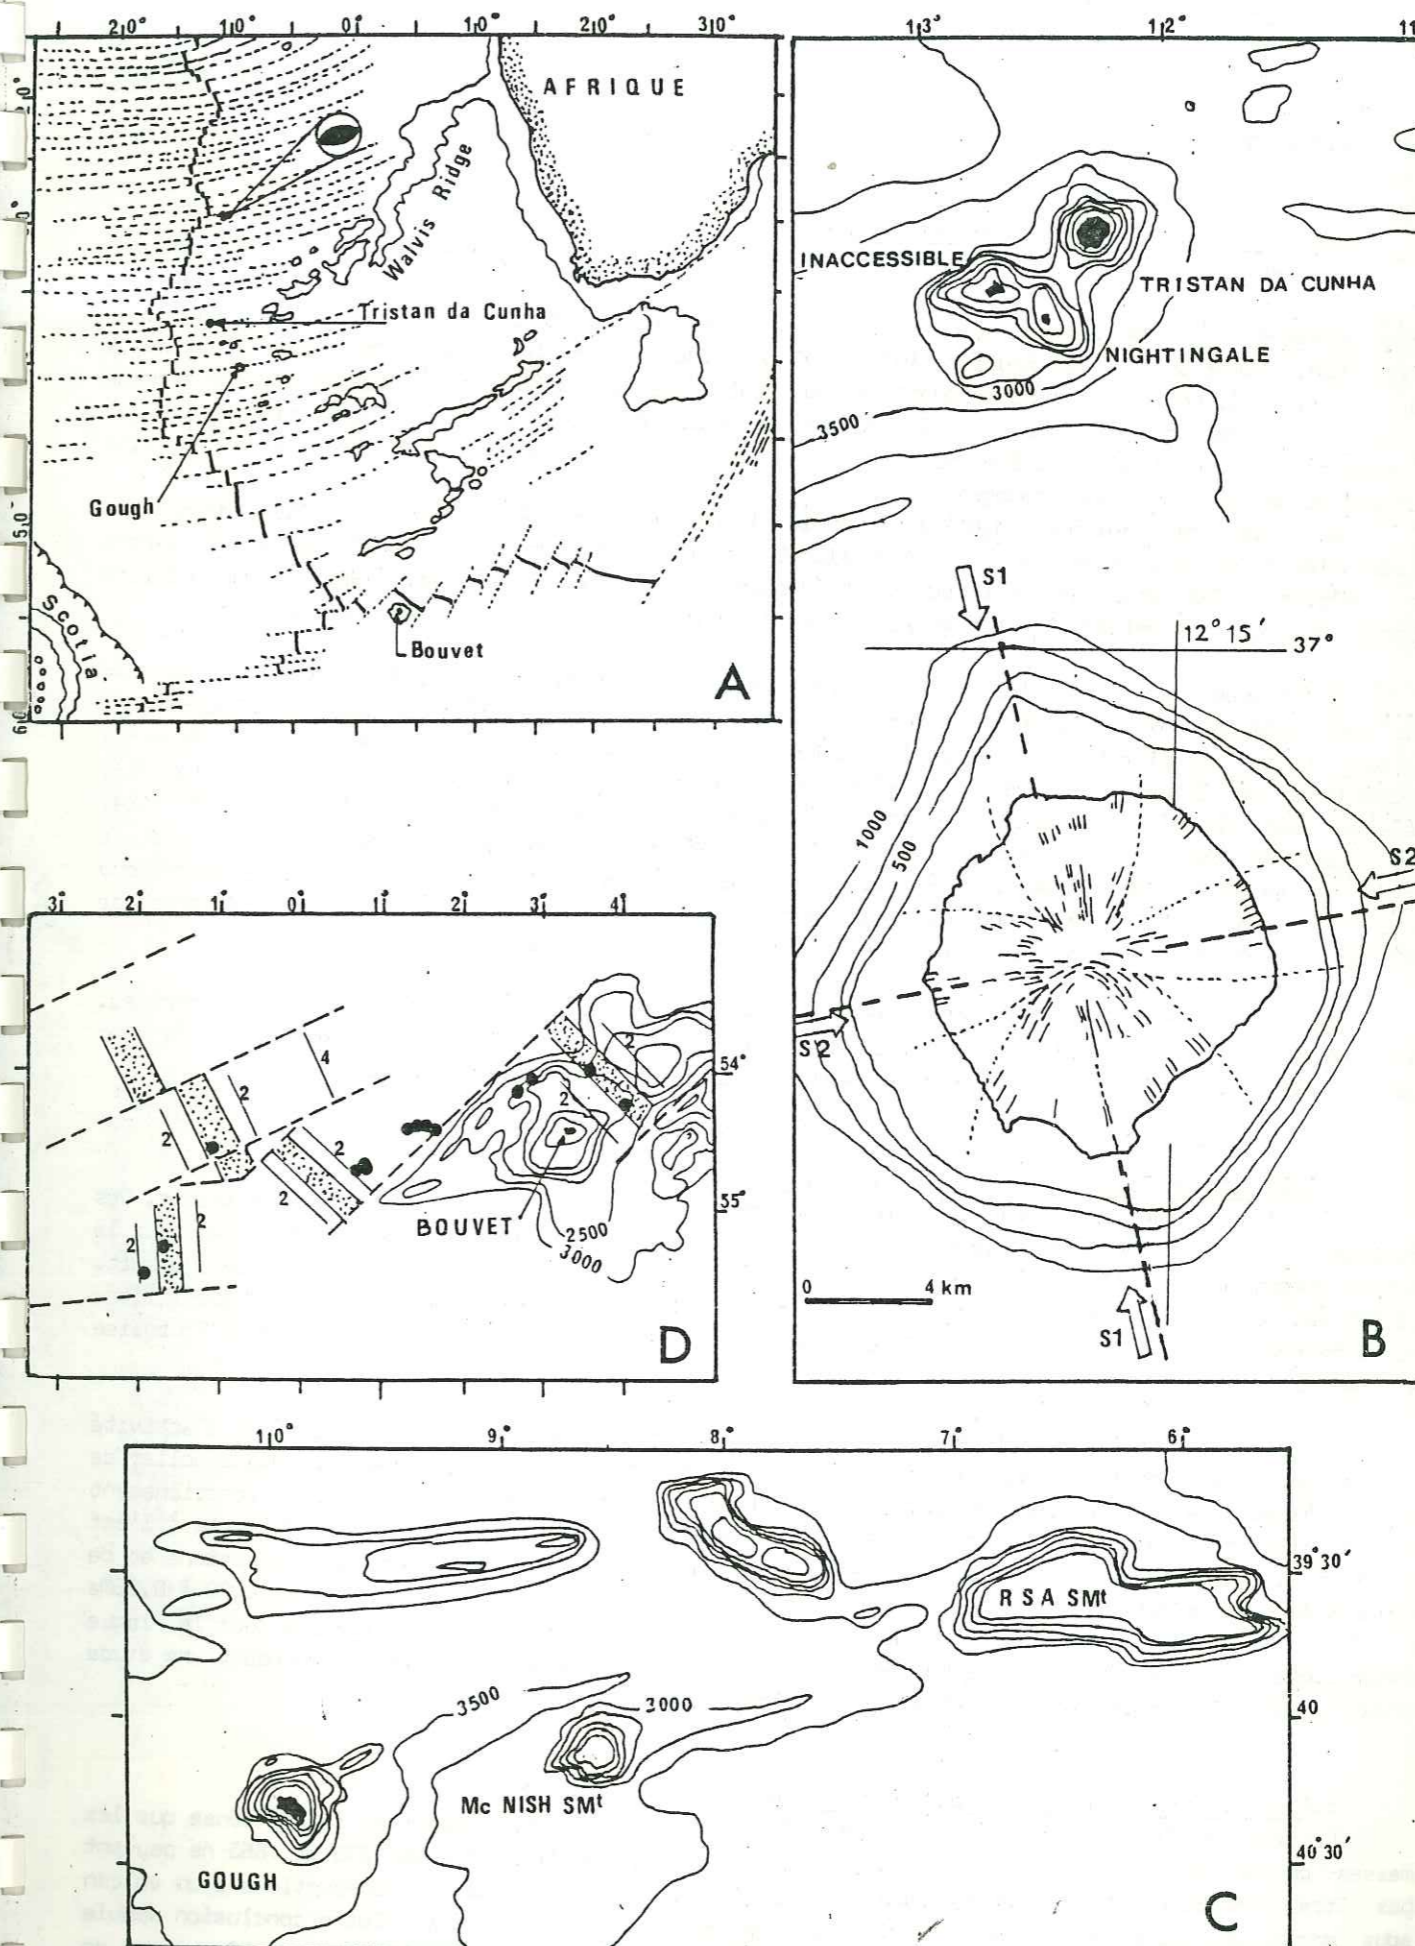 20° 10° 0° 10° 20° 30°
AFRIQUE
Walvis Ridge
Tristan da Cunha
Gough
50
Scotia
60
Bouvet
A
13° 12° 11
INACCESSIBLE
TRISTAN DA CUNHA
NIGHTINGALE
3000
3500
S1
12°15′
37°
1000
500
S2
S2
0 4 km
S1
B
3° 2° 1° 0° 1° 2° 3° 4°
4
2
2
2
2
2
2
2
2
54°
55°
BOUVET
2500
3000
D
10° 9° 8° 7° 6°
39°30′
RSA SMt
3500
3000
40
Mc NISH SMt
GOUGH
40°30′
C